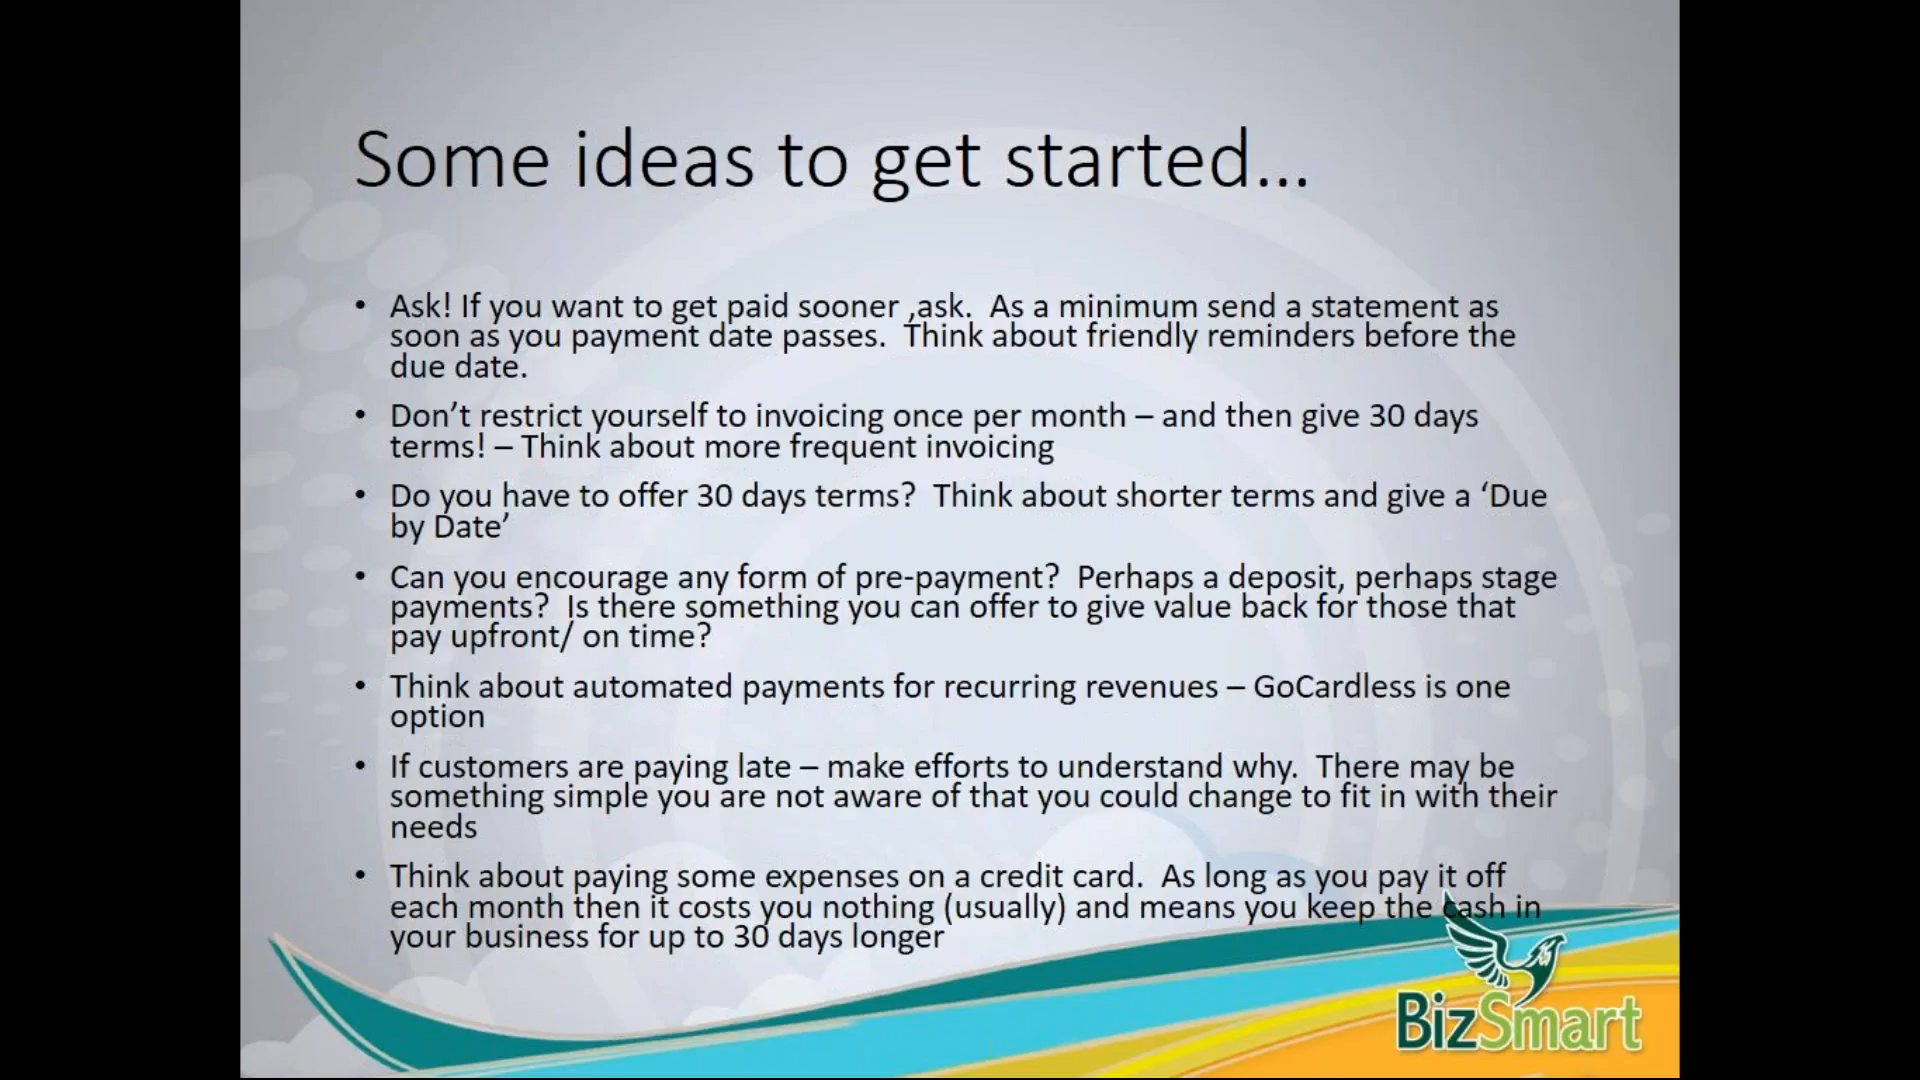 Some ideas to get started...
• Ask! If you want to get paid sooner ,ask.  As a minimum send a statement as
soon as you payment date passes.  Think about friendly reminders before the
due date.
• Don’t restrict yourself to invoicing once per month – and then give 30 days
terms! – Think about more frequent invoicing
• Do you have to offer 30 days terms?  Think about shorter terms and give a ‘Due
by Date’
• Can you encourage any form of pre-payment?  Perhaps a deposit, perhaps stage
payments?  Is there something you can offer to give value back for those that
pay upfront/ on time?
• Think about automated payments for recurring revenues – GoCardless is one
option
• If customers are paying late – make efforts to understand why.  There may be
something simple you are not aware of that you could change to fit in with their
needs
• Think about paying some expenses on a credit card.  As long as you pay it off
each month then it costs you nothing (usually) and means you keep the cash in
your business for up to 30 days longer
BizSmart